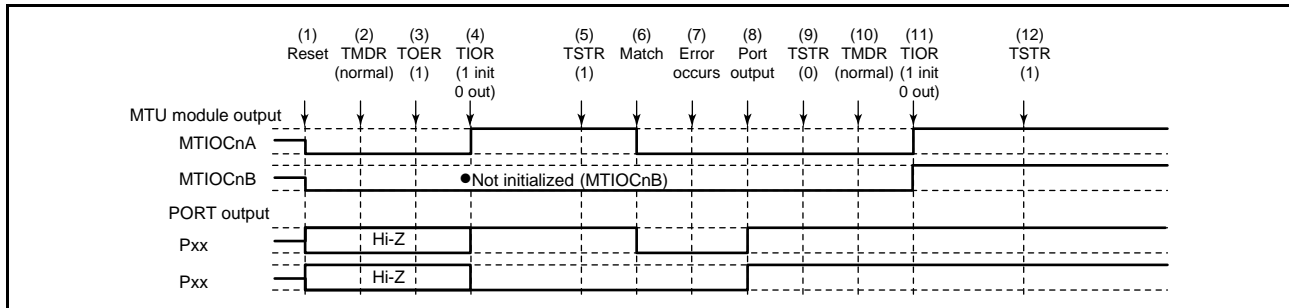 (1) (2) (3) (4) (5) (6) (7) (8) (9) (10) (11) (12)
Reset TMDR TOER TIOR TSTR Match Error Port TSTR TMDR TIOR TSTR
(normal) (1) (1 init (1) occurs output (0) (normal) (1 init (1)
0 out) 0 out)
MTU module output
MTIOCnA
MTIOCnB
●Not initialized (MTIOCnB)
PORT output
Pxx Hi-Z
Pxx Hi-Z